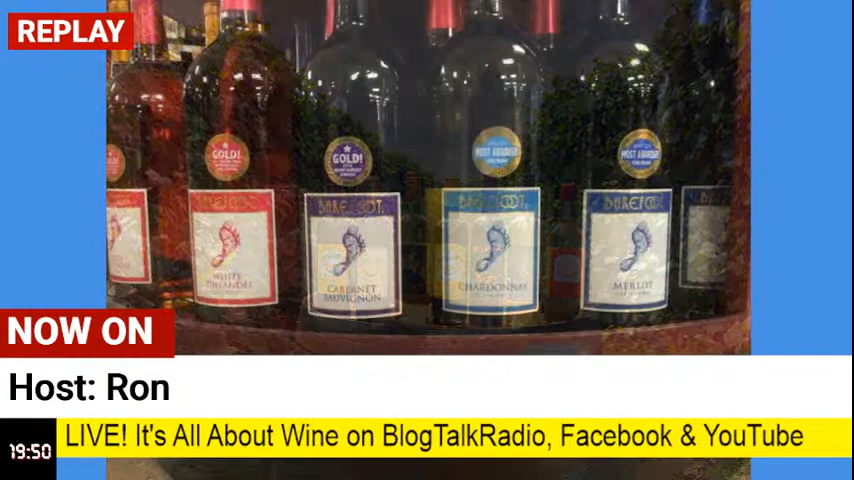 REPLAY
GOLD!
GOLD!
MOST AWARDED
MOST AWARDED
BAREFOOT
BAREFOOT
BAREFOOT
BAREFOOT
WHITE
ZINFANDEL
CABERNET
SAUVIGNON
CHARDONNAY
MERLOT
NOW ON
Host: Ron
19:50
LIVE! It's All About Wine on BlogTalkRadio, Facebook & YouTube